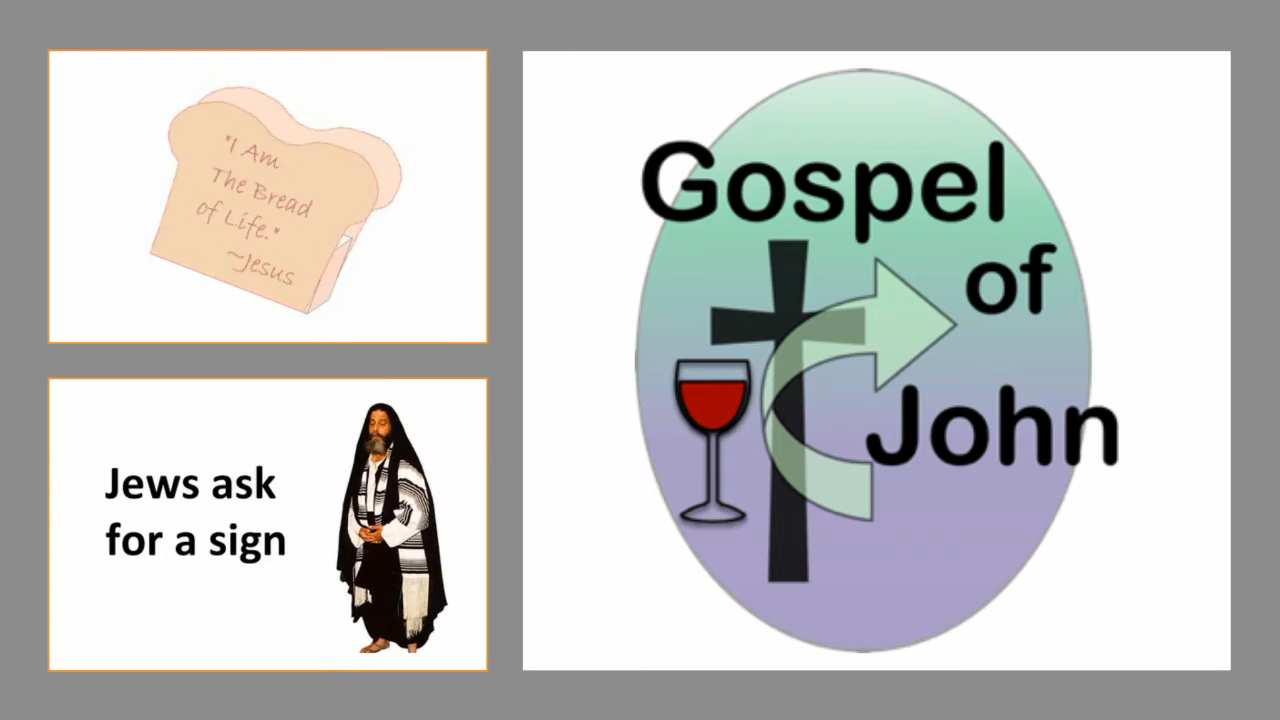 "I Am
The Bread
of Life."
~Jesus
Jews ask
for a sign
Gospel
of
John